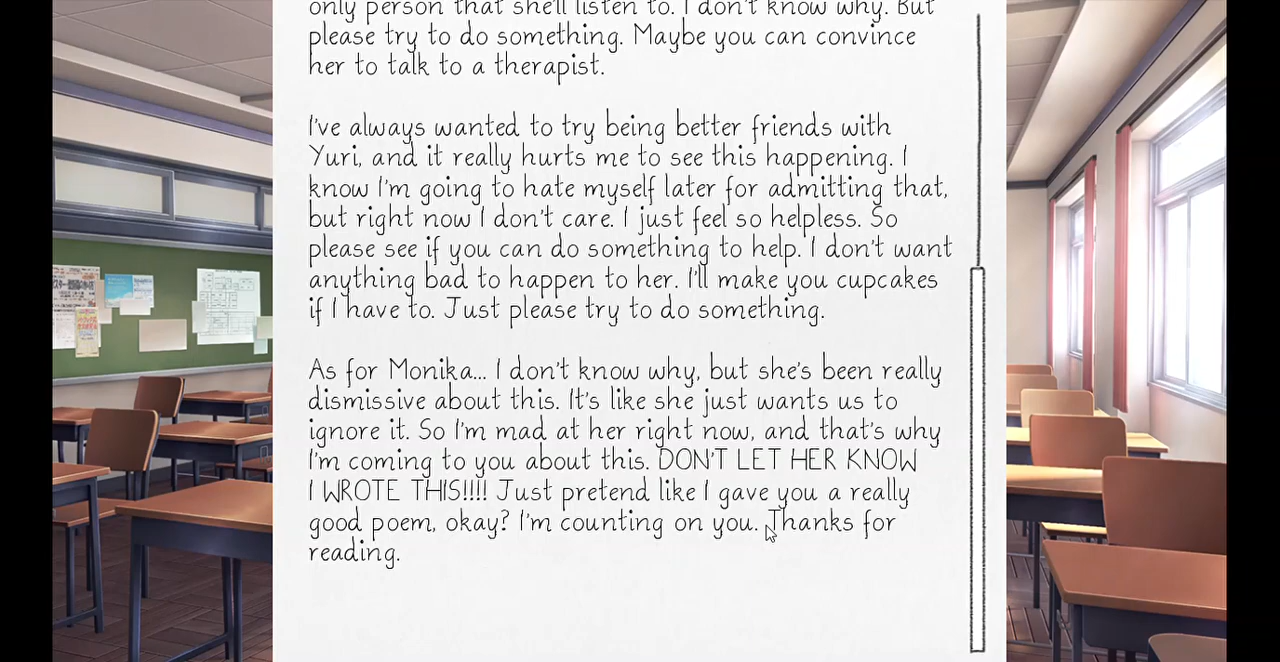 only person that she'll listen to. I don't know why. But
please try to do something. Maybe you can convince
her to talk to a therapist.
I've always wanted to try being better friends with
Yuri, and it really hurts me to see this happening. I
know I'm going to hate myself later for admitting that,
but right now I don't care. I just feel so helpless. So
please see if you can do something to help. I don't want
anything bad to happen to her. I'll make you cupcakes
if I have to. Just please try to do something.
As for Monika... I don't know why, but she's been really
dismissive about this. It's like she just wants us to
ignore it. So I'm mad at her right now, and that's why
I'm coming to you about this. DON'T LET HER KNOW
I WROTE THIS!!!! Just pretend like I gave you a really
good poem, okay? I'm counting on you. Thanks for
reading.